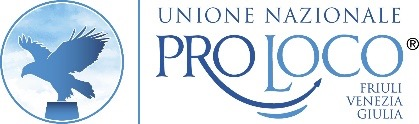 UNIONE NAZIONALE
PRO LOCO®
FRIULI
VENEZIA
GIULIA